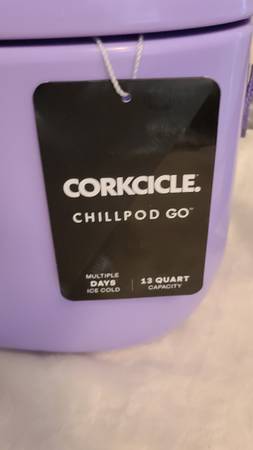 CORKCICLE.
CHILLPOD GO™
MULTIPLE
DAYS
ICE COLD
13 QUART
CAPACITY